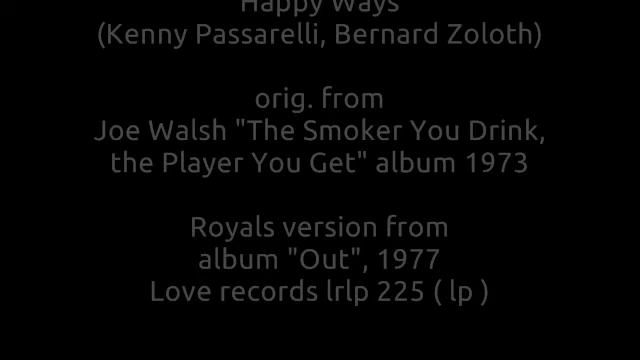 Happy Ways
(Kenny Passarelli, Bernard Zoloth)
orig. from
Joe Walsh "The Smoker You Drink,
the Player You Get" album 1973
Royals version from
album "Out", 1977
Love records lrlp 225 ( lp )